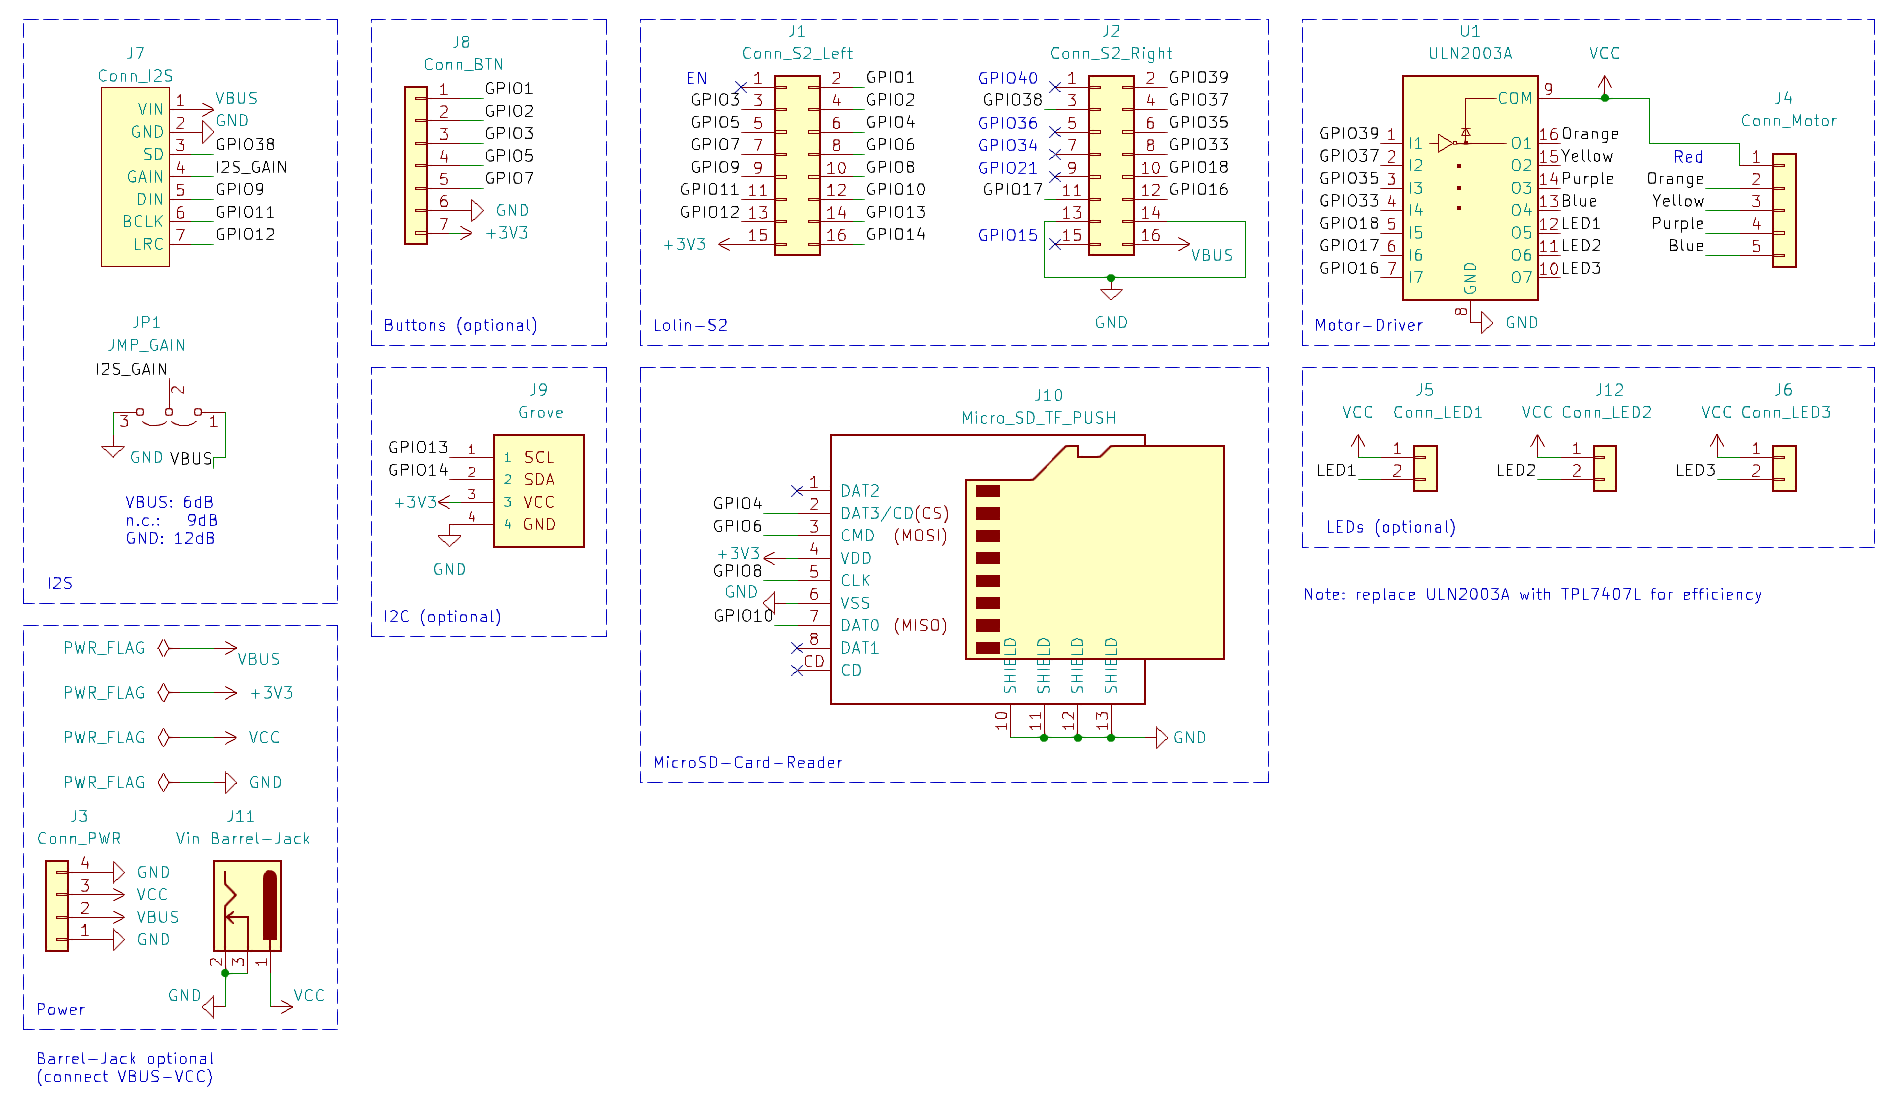 J7
Conn_I2S
VIN 1 VBUS
GND 2 GND
SD 3 GPIO38
GAIN 4 I2S_GAIN
DIN 5 GPIO9
BCLK 6 GPIO11
LRC 7 GPIO12
JP1
JMP_GAIN
I2S_GAIN
2
3 1
GND VBUS
VBUS: 6dB
n.c.: 9dB
GND: 12dB
I2S
J8
Conn_BTN
1 GPIO1
2 GPIO2
3 GPIO3
4 GPIO5
5 GPIO7
6 GND
7 +3V3
Buttons (optional)
J1
Conn_S2_Left
EN 1 2 GPIO1
GPIO3 3 4 GPIO2
GPIO5 5 6 GPIO4
GPIO7 7 8 GPIO6
GPIO9 9 10 GPIO8
GPIO11 11 12 GPIO10
GPIO12 13 14 GPIO13
+3V3 15 16 GPIO14
J2
Conn_S2_Right
GPIO40 1 2 GPIO39
GPIO38 3 4 GPIO37
GPIO36 5 6 GPIO35
GPIO34 7 8 GPIO33
GPIO21 9 10 GPIO18
GPIO17 11 12 GPIO16
13 14
GPIO15 15 16 VBUS
GND
Lolin-S2
U1
ULN2003A
VCC
COM 9
GPIO39 1 I1 O1 16 Orange
GPIO37 2 I2 O2 15 Yellow
GPIO35 3 I3 O3 14 Purple
GPIO33 4 I4 O4 13 Blue
GPIO18 5 I5 O5 12 LED1
GPIO17 6 I6 O6 11 LED2
GPIO16 7 I7 O7 10 LED3
GND
8 GND
J4
Conn_Motor
Red 1
Orange 2
Yellow 3
Purple 4
Blue 5
Motor-Driver
J9
Grove
GPIO13 1 1 SCL
GPIO14 2 2 SDA
+3V3 3 3 VCC
4 4 GND
GND
I2C (optional)
J10
Micro_SD_TF_PUSH
1 DAT2
GPIO4 2 DAT3/CD(CS)
GPIO6 3 CMD (MOSI)
+3V3 4 VDD
GPIO8 5 CLK
GND 6 VSS
GPIO10 7 DAT0 (MISO)
8 DAT1
CD CD
SHIELD SHIELD SHIELD SHIELD
10 11 12 13
GND
MicroSD-Card-Reader
J5
Conn_LED1
VCC 1
LED1 2
J12
Conn_LED2
VCC 1
LED2 2
J6
Conn_LED3
VCC 1
LED3 2
LEDs (optional)
Note: replace ULN2003A with TPL7407L for efficiency
PWR_FLAG VBUS
PWR_FLAG +3V3
PWR_FLAG VCC
PWR_FLAG GND
J3
Conn_PWR
4 GND
3 VCC
2 VBUS
1 GND
J11
Vin Barrel-Jack
2 3 1
GND VCC
Power
Barrel-Jack optional
(connect VBUS-VCC)